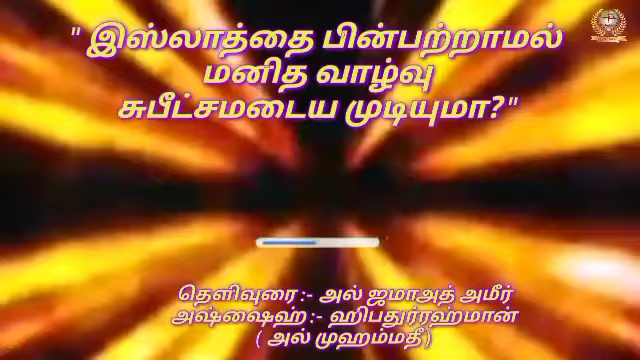 " இஸ்லாத்தை பின்பற்றாமல்
மனித வாழ்வு
சுபீட்சமடைய முடியுமா?"
தெளிவுரை :- அல் ஜமாஅத் அமீர்
அஷ்ஷைஹ் :- ஹிபதுர்ரஹ்மான்
( அல் முஹம்மதீ )